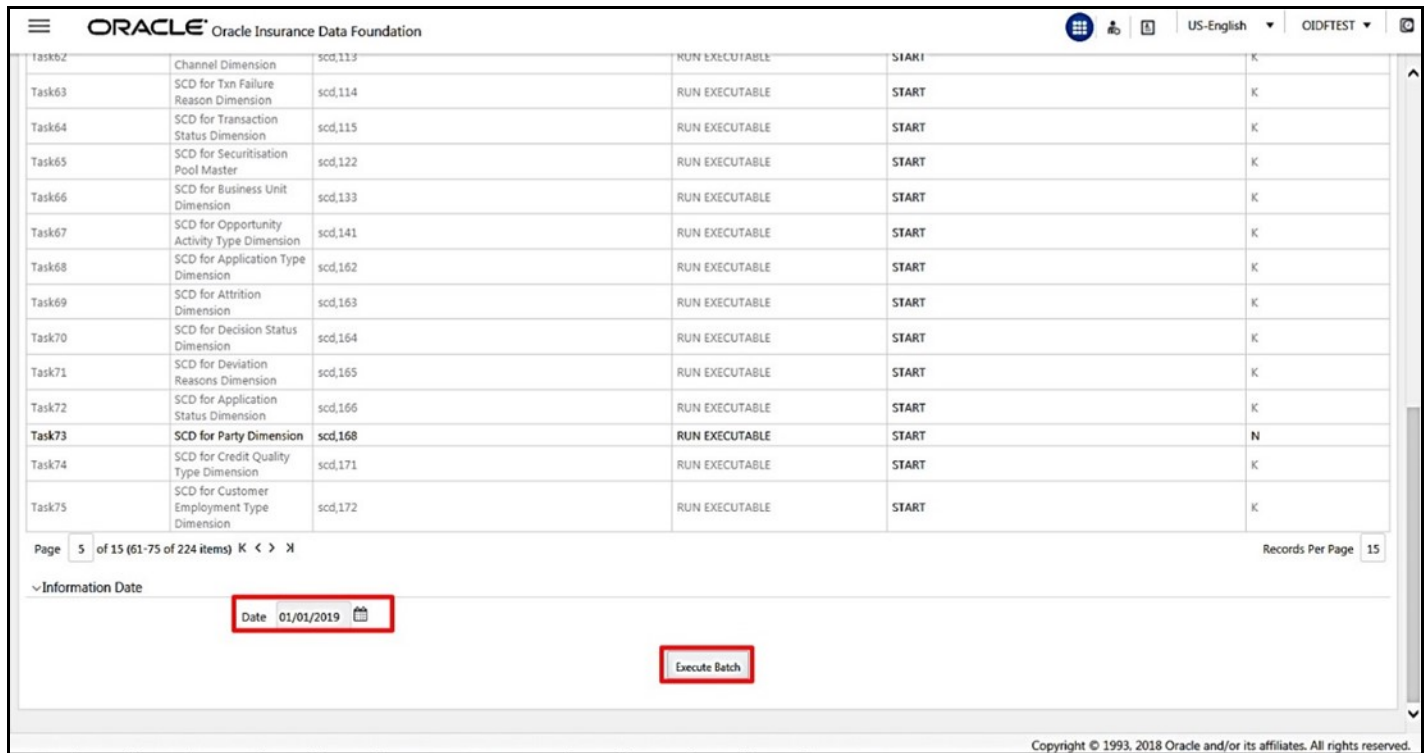 ORACLE Oracle Insurance Data Foundation US-English OIDFTEST
Task62 Channel Dimension scd,113 RUN EXECUTABLE START K
Task63 SCD for Txn Failure Reason Dimension scd,114 RUN EXECUTABLE START K
Task64 SCD for Transaction Status Dimension scd,115 RUN EXECUTABLE START K
Task65 SCD for Securitisation Pool Master scd,122 RUN EXECUTABLE START K
Task66 SCD for Business Unit Dimension scd,133 RUN EXECUTABLE START K
Task67 SCD for Opportunity Activity Type Dimension scd,141 RUN EXECUTABLE START K
Task68 SCD for Application Type Dimension scd,162 RUN EXECUTABLE START K
Task69 SCD for Attrition Dimension scd,163 RUN EXECUTABLE START K
Task70 SCD for Decision Status Dimension scd,164 RUN EXECUTABLE START K
Task71 SCD for Deviation Reasons Dimension scd,165 RUN EXECUTABLE START K
Task72 SCD for Application Status Dimension scd,166 RUN EXECUTABLE START K
Task73 SCD for Party Dimension scd,168 RUN EXECUTABLE START N
Task74 SCD for Credit Quality Type Dimension scd,171 RUN EXECUTABLE START K
Task75 SCD for Customer Employment Type Dimension scd,172 RUN EXECUTABLE START K
Page 5 of 15 (61-75 of 224 items) Records Per Page 15
Information Date
Date 01/01/2019
Execute Batch
Copyright © 1993, 2018 Oracle and/or its affiliates. All rights reserved.